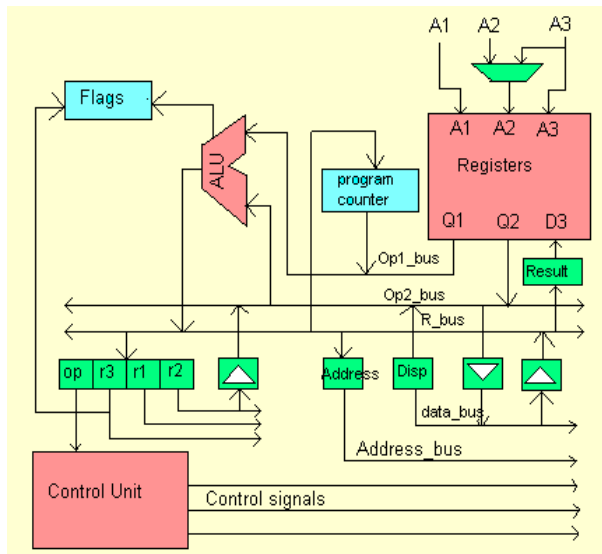 A1
A2
A3
Flags
ALU
A1
A2
A3
Registers
program
counter
Q1
Q2
D3
Op1_bus
Result
Op2_bus
R_bus
op
r3
r1
r2
Address
Disp
data_bus
Address_bus
Control Unit
Control signals